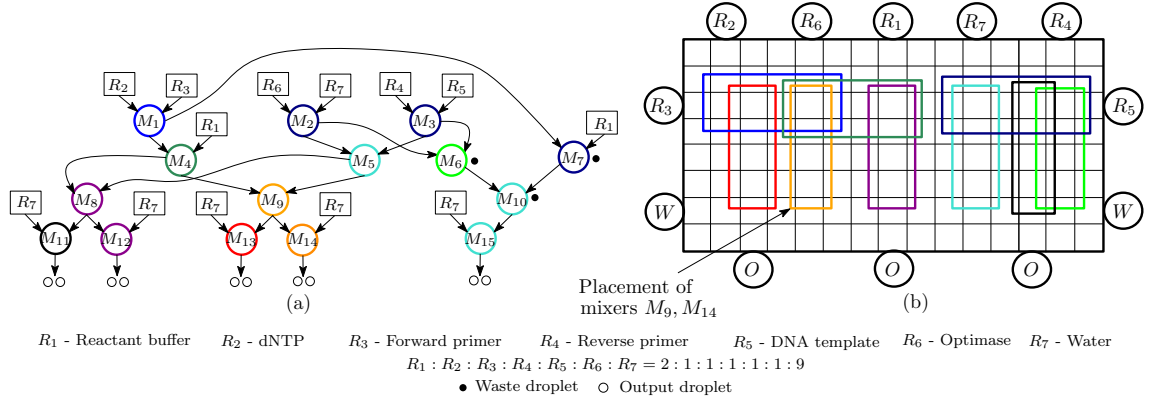 R2 R6 R1 R7 R4
R2 R3 R6 R7 R4 R5
R3 R5
M1 M2 M3 R1 R1
M4 M5 M6 M7
R7 R7 M8 R7 M9 R7 R7 M10
W W
M11 M12 M13 M14 M15
O O O
Placement of
mixers M9, M14
(a) (b)
R1 - Reactant buffer R2 - dNTP R3 - Forward primer R4 - Reverse primer R5 - DNA template R6 - Optimase R7 - Water
R1 : R2 : R3 : R4 : R5 : R6 : R7 = 2 : 1 : 1 : 1 : 1 : 1 : 9
Waste droplet Output droplet